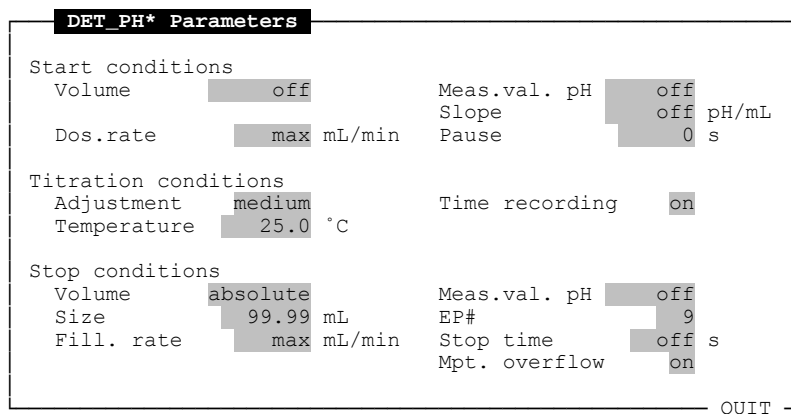 DET_PH* Parameters
Start conditions
Volume off Meas.val. pH off
Slope off pH/mL
Dos.rate max mL/min Pause 0 s
Titration conditions
Adjustment medium Time recording on
Temperature 25.0 °C
Stop conditions
Volume absolute Meas.val. pH off
Size 99.99 mL EP# 9
Fill. rate max mL/min Stop time off s
Mpt. overflow on
QUIT